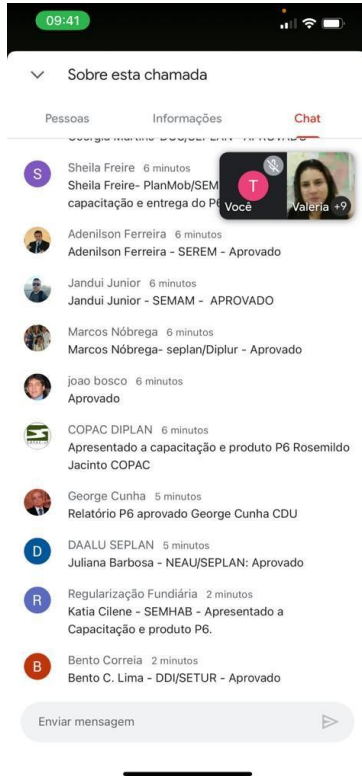 09:41
Sobre esta chamada
Pessoas Informações Chat
Sheila Freire 6 minutos
Sheila Freire- PlanMob/SEM
capacitação e entrega do
Você
Valeria +9
Adenilson Ferreira 6 minutos
Adenilson Ferreira - SEREM - Aprovado
Jandui Junior 6 minutos
Jandui Junior - SEMAM - APROVADO
Marcos Nóbrega 6 minutos
Marcos Nóbrega- seplan/Diplur - Aprovado
joao bosco 6 minutos
Aprovado
COPAC DIPLAN 6 minutos
Apresentado a capacitação e produto P6 Rosemildo
Jacinto COPAC
George Cunha 5 minutos
Relatório P6 aprovado George Cunha CDU
DAALU SEPLAN 5 minutos
Juliana Barbosa - NEAU/SEPLAN: Aprovado
Regularização Fundiária 2 minutos
Katia Cilene - SEMHAB - Apresentado a
Capacitação e produto P6.
Bento Correia 2 minutos
Bento C. Lima - DDI/SETUR - Aprovado
Enviar mensagem
S
T
D
R
B